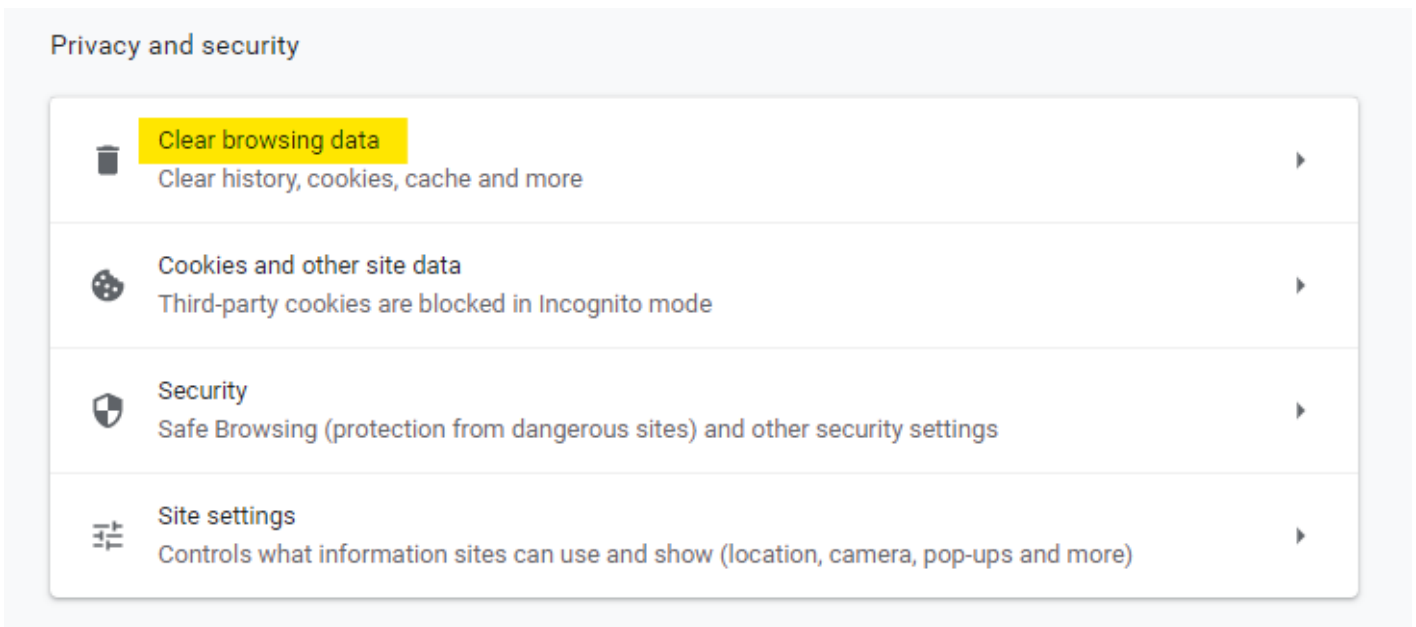 Privacy and security
Clear browsing data
Clear history, cookies, cache and more
Cookies and other site data
Third-party cookies are blocked in Incognito mode
Security
Safe Browsing (protection from dangerous sites) and other security settings
Site settings
Controls what information sites can use and show (location, camera, pop-ups and more)